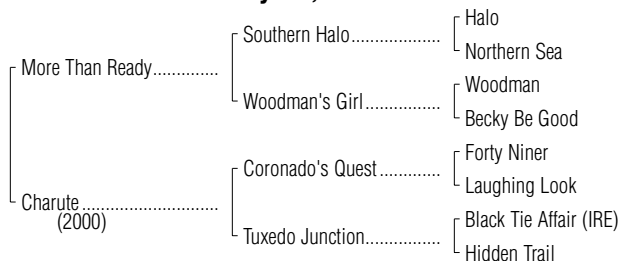 Halo
Southern Halo...................
Northern Sea
More Than Ready..............
Woodman
Woodman's Girl................
Becky Be Good
Forty Niner
Coronado's Quest.............
Laughing Look
Charute .............................
(2000)
Black Tie Affair (IRE)
Tuxedo Junction................
Hidden Trail